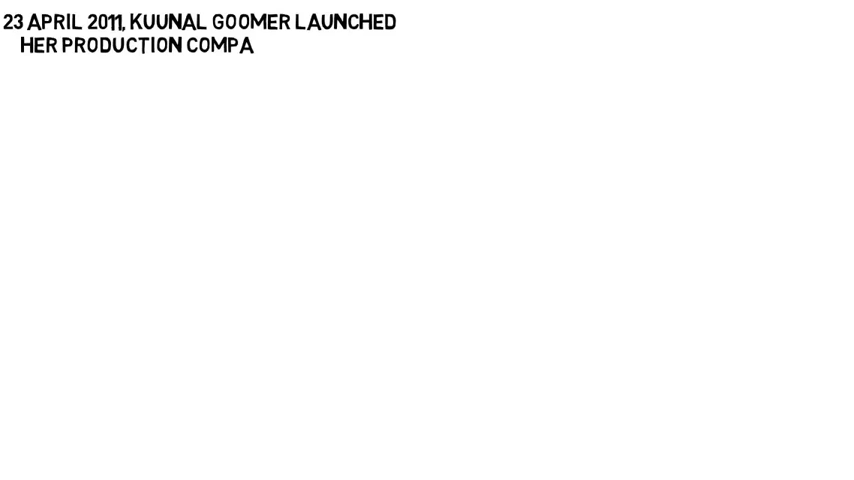 23 APRIL 2011, KUUNAL GOOMER LAUNCHED
HER PRODUCTION COMPA